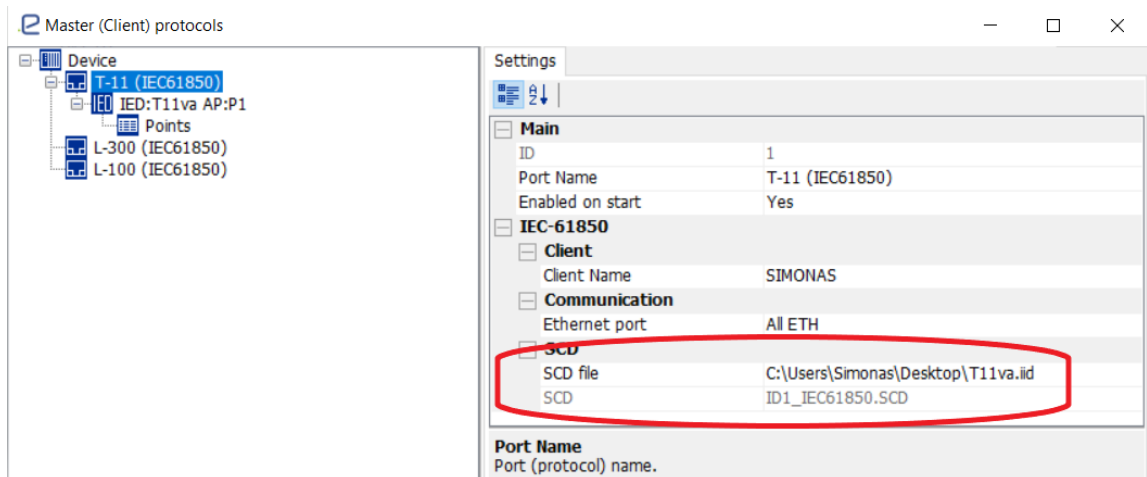 Master (Client) protocols
Device
T-11 (IEC61850)
IED:T11va AP:P1
Points
L-300 (IEC61850)
L-100 (IEC61850)
Settings
Main
ID 1
Port Name T-11 (IEC61850)
Enabled on start Yes
IEC-61850
Client
Client Name SIMONAS
Communication
Ethernet port All ETH
SCD
SCD file C:\Users\Simonas\Desktop\T11va.iid
SCD ID1_IEC61850.SCD
Port Name
Port (protocol) name.